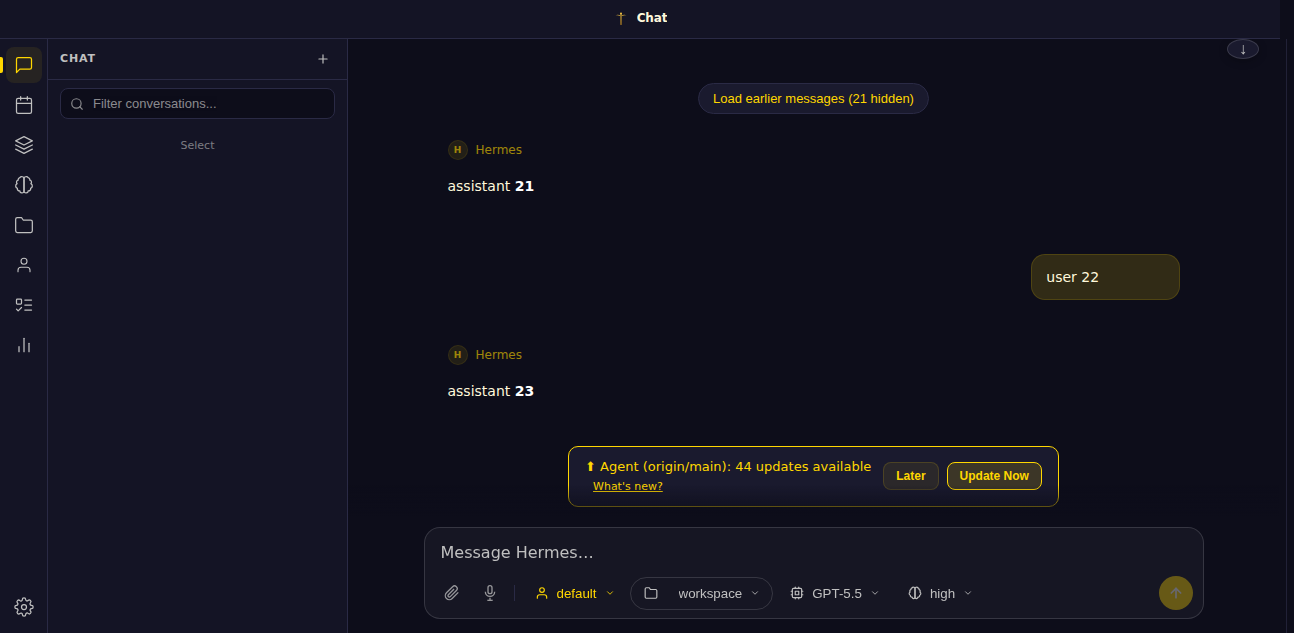 Chat
CHAT
Filter conversations...
Select
Load earlier messages (21 hidden)
H Hermes
assistant 21
user 22
H Hermes
assistant 23
⬆ Agent (origin/main): 44 updates available
What's new?
Later
Update Now
Message Hermes…
default
workspace
GPT-5.5
high